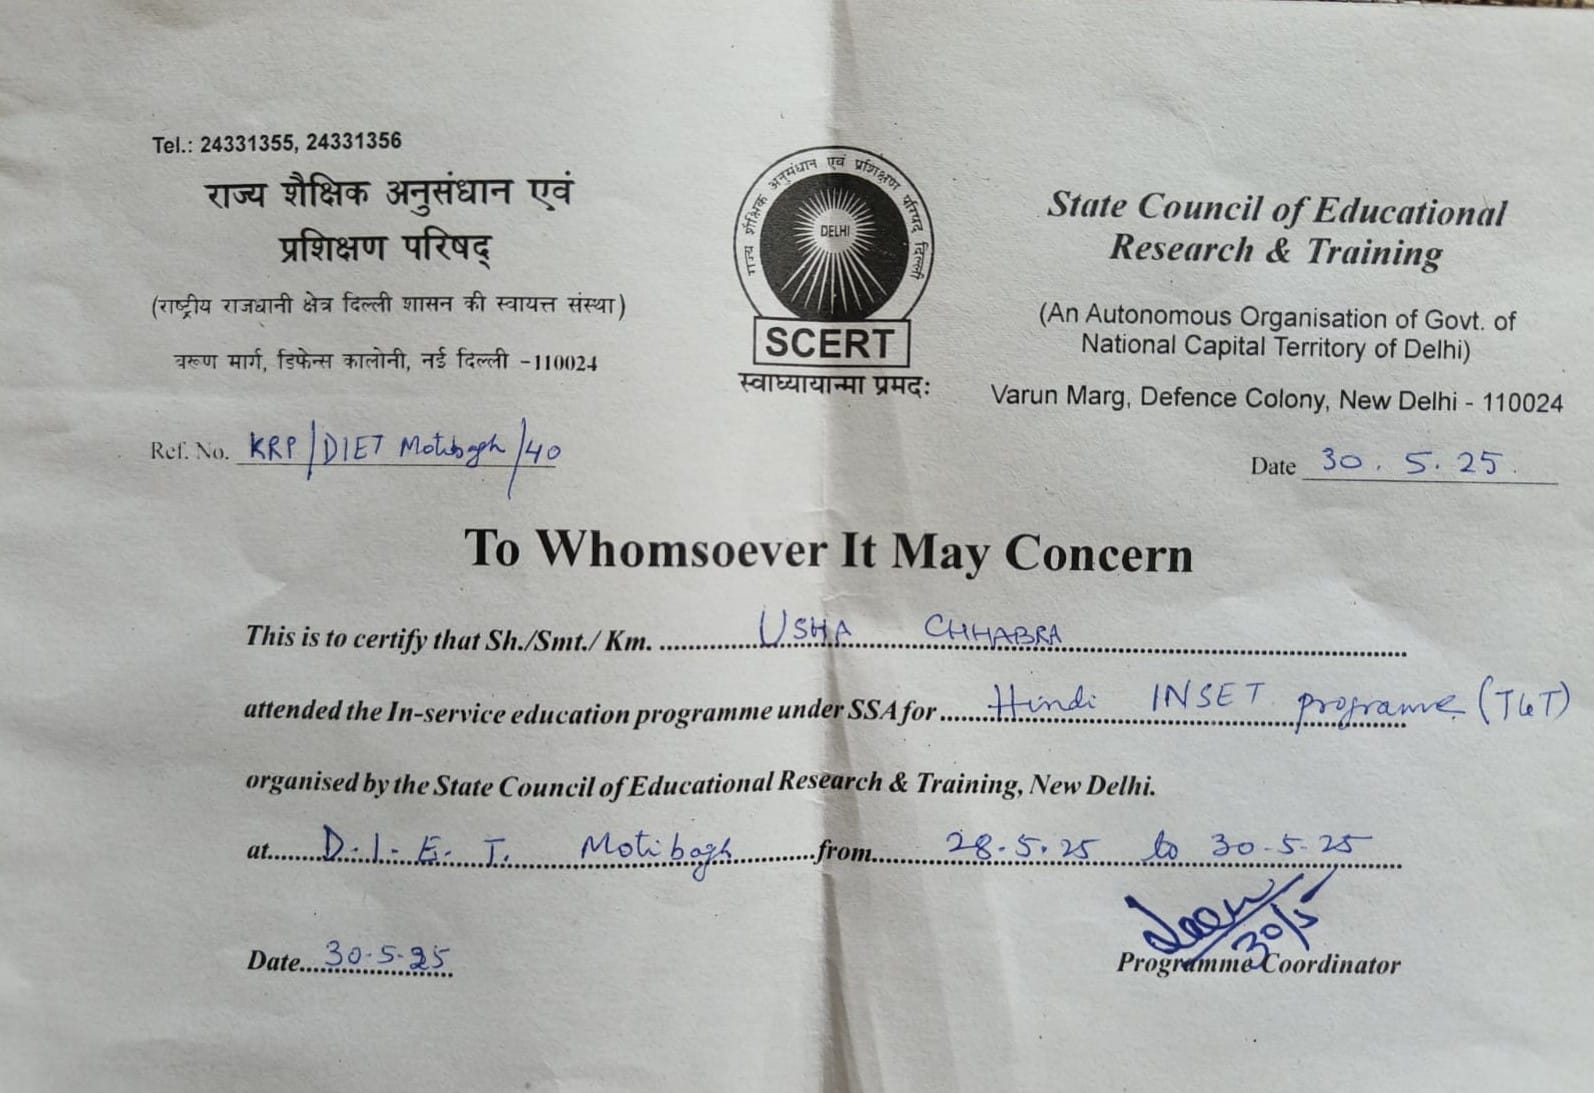 Tel.: 24331355, 24331356
राज्य शैक्षिक अनुसंधान एवं
प्रशिक्षण परिषद्
(राष्ट्रीय राजधानी क्षेत्र दिल्ली शासन की स्वायत्त संस्था)
वरूण मार्ग, डिफेन्स कालोनी, नई दिल्ली -110024
राज्य शैक्षिक अनुसंधान एवं प्रशिक्षण परिषद दिल्ली
DELHI
SCERT
स्वाध्यायान्मा प्रमदः
State Council of Educational
Research & Training
(An Autonomous Organisation of Govt. of
National Capital Territory of Delhi)
Varun Marg, Defence Colony, New Delhi - 110024
Ref. No. KRP/DIET Motibagh/40
Date 30.5.25.
To Whomsoever It May Concern
This is to certify that Sh./Smt./ Km. USHA CHHABRA
attended the In-service education programme under SSA for Hindi INSET programme (TGT)
organised by the State Council of Educational Research & Training, New Delhi.
at D.I.E.T. Motibagh from 28.5.25 to 30.5.25
30/5
Date 30.5.25
Programme Coordinator